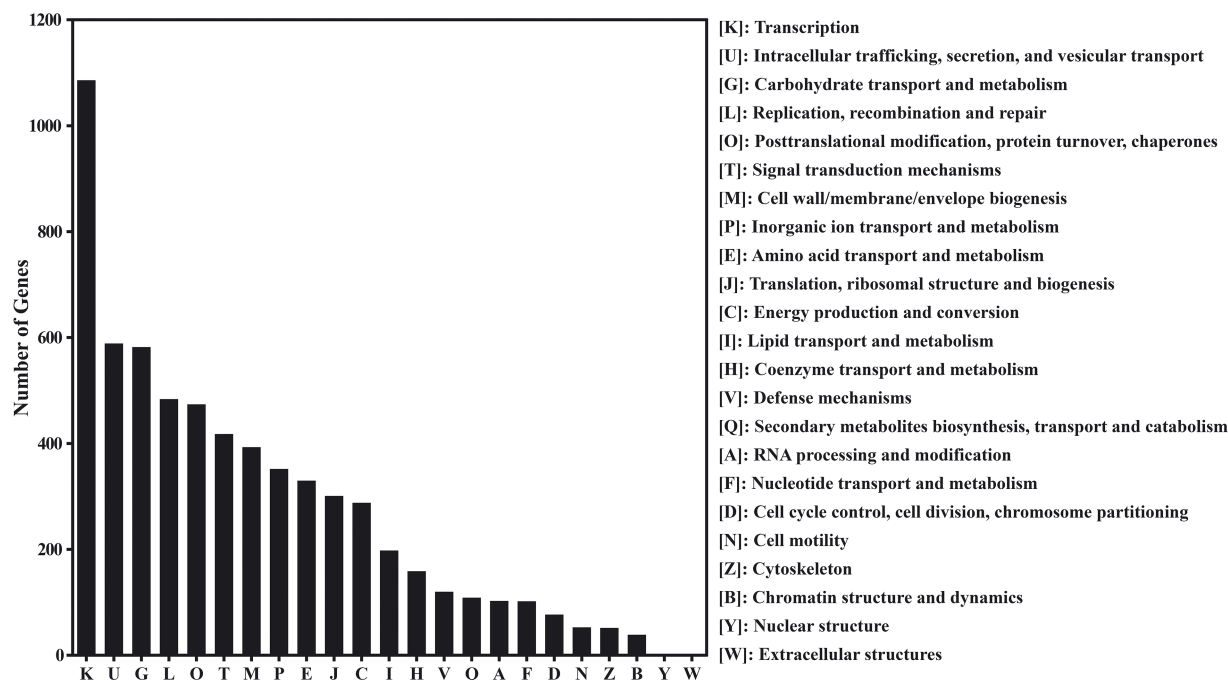 1200
1000
800
600
400
200
0
Number of Genes
K U G L O T M P E J C I H V O A F D N Z B Y W
[K]: Transcription
[U]: Intracellular trafficking, secretion, and vesicular transport
[G]: Carbohydrate transport and metabolism
[L]: Replication, recombination and repair
[O]: Posttranslational modification, protein turnover, chaperones
[T]: Signal transduction mechanisms
[M]: Cell wall/membrane/envelope biogenesis
[P]: Inorganic ion transport and metabolism
[E]: Amino acid transport and metabolism
[J]: Translation, ribosomal structure and biogenesis
[C]: Energy production and conversion
[I]: Lipid transport and metabolism
[H]: Coenzyme transport and metabolism
[V]: Defense mechanisms
[Q]: Secondary metabolites biosynthesis, transport and catabolism
[A]: RNA processing and modification
[F]: Nucleotide transport and metabolism
[D]: Cell cycle control, cell division, chromosome partitioning
[N]: Cell motility
[Z]: Cytoskeleton
[B]: Chromatin structure and dynamics
[Y]: Nuclear structure
[W]: Extracellular structures